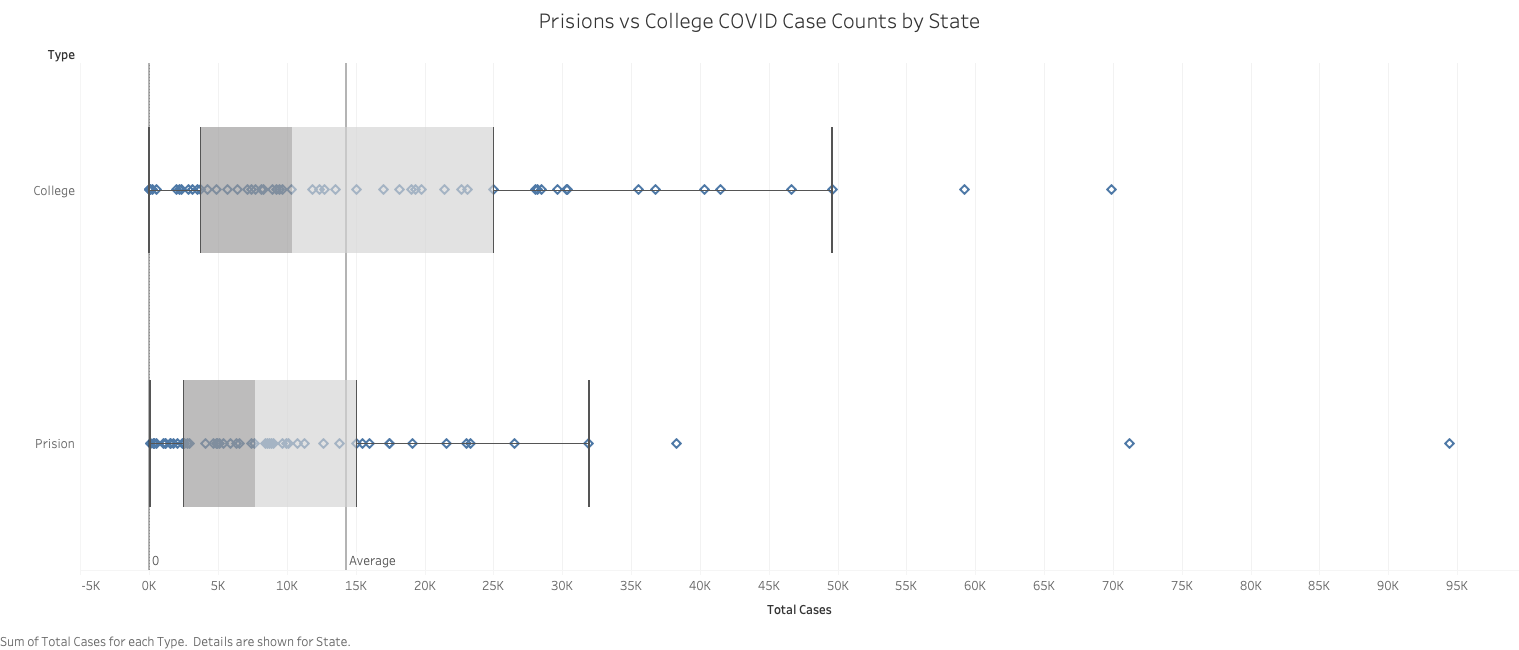 Prisions vs College COVID Case Counts by State
Type
College
Prision
0
Average
-5K 0K 5K 10K 15K 20K 25K 30K 35K 40K 45K 50K 55K 60K 65K 70K 75K 80K 85K 90K 95K
Total Cases
Sum of Total Cases for each Type. Details are shown for State.